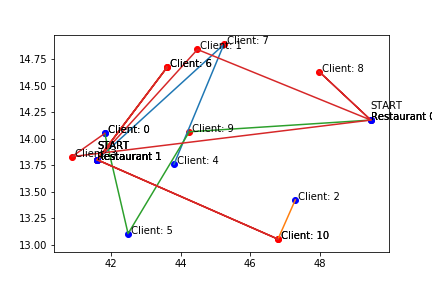 14.75
14.50
14.25
14.00
13.75
13.50
13.25
13.00
42
44
46
48
Client: 7
Client: 1
Client: 6
Client: 8
START
Restaurant 0
Client: 0
Client: 9
START
Restaurant 1
Client: 4
Client: 2
Client: 5
Client: 10